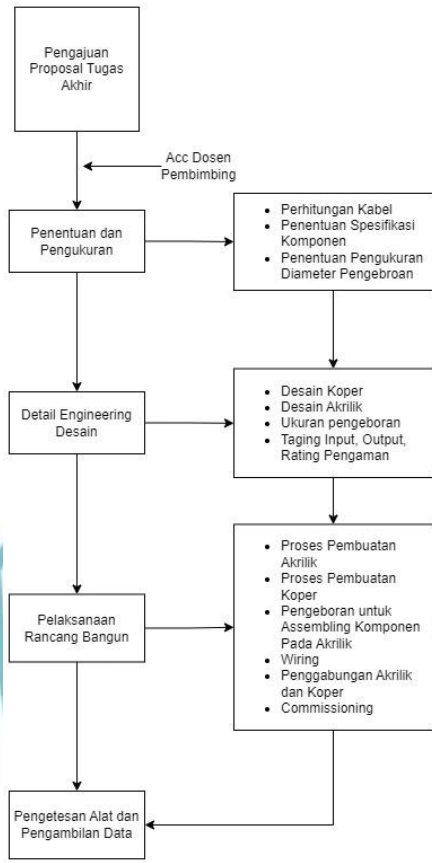 Pengajuan
Proposal Tugas
Akhir
Acc Dosen
Pembimbing
Penentuan dan
Pengukuran
• Perhitungan Kabel
• Penentuan Spesifikasi
Komponen
• Penentuan Pengukuran
Diameter Pengebroan
Detail Engineering
Desain
• Desain Koper
• Desain Akrilik
• Ukuran pengeboran
• Taging Input, Output,
Rating Pengaman
Pelaksanaan
Rancang Bangun
• Proses Pembuatan
Akrilik
• Proses Pembuatan
Koper
• Pengeboran untuk
Assembling Komponen
Pada Akrilik
• Wiring
• Penggabungan Akrilik
dan Koper
• Commissioning
Pengetesan Alat dan
Pengambilan Data